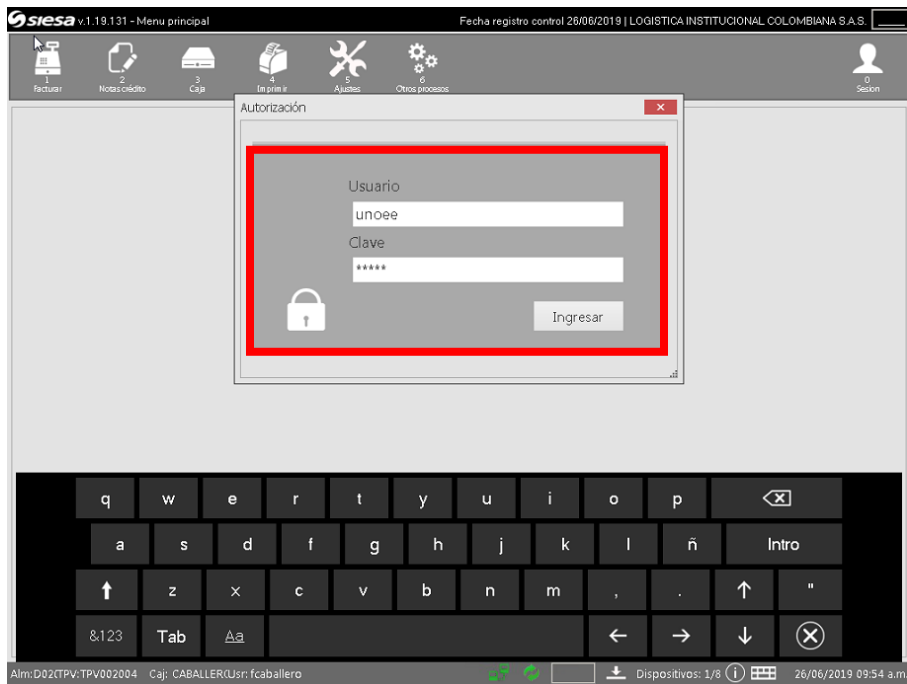 siesa v.1.19.131 - Menu principal Fecha registro control 26/06/2019 | LOGISTICA INSTITUCIONAL COLOMBIANA S.A.S.
1 2 3 4 5 6 0
Facturar Notas crédito Caja Imprimir Ajustes Otros procesos Sesion
Autorización
Usuario
unoee
Clave
*****
Ingresar
q w e r t y u i o p
a s d f g h j k l ñ Intro
z x c v b n m , . "
&123 Tab Aa
Alm:D02(TPV:TPV002004 Caj: CABALLER(Usr: fcaballero Dispositivos: 1/8 26/06/2019 09:54 a.m.